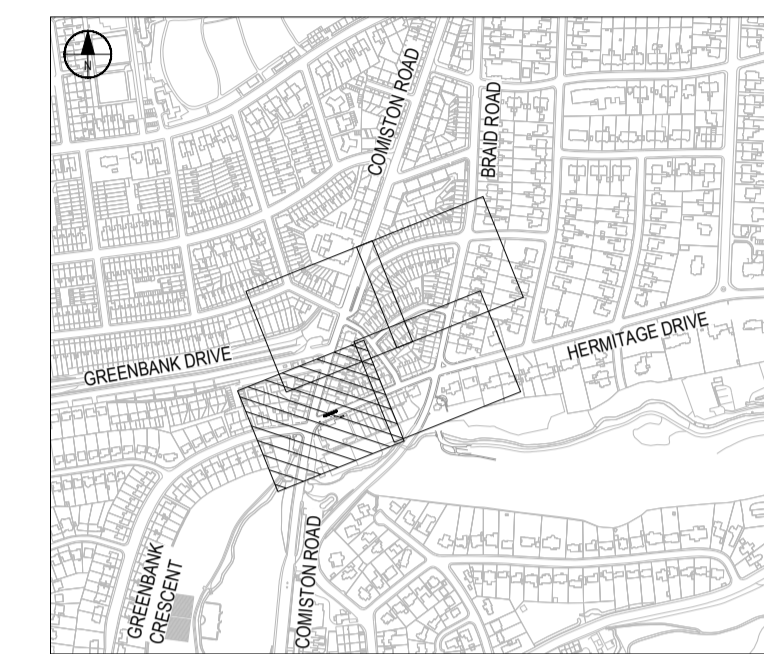 N
COMISTON ROAD
BRAID ROAD
HERMITAGE DRIVE
GREENBANK DRIVE
GREENBANK
CRESCENT
COMISTON ROAD